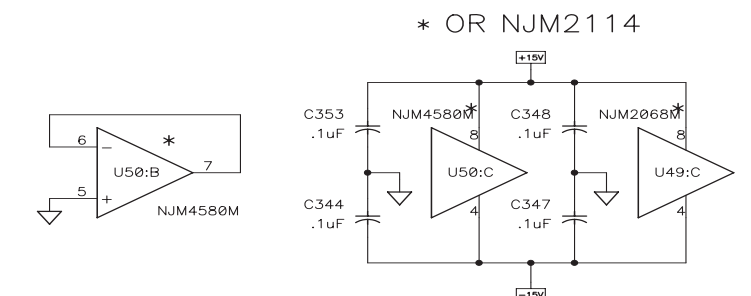 * OR NJM2114
+15V
C353
.1uF
NJM4580M
*
8
C348
.1uF
NJM2068M
*
8
6
-
*
U50:B
7
5
+
NJM4580M
U50:C
U49:C
C344
.1uF
4
C347
.1uF
4
-15V